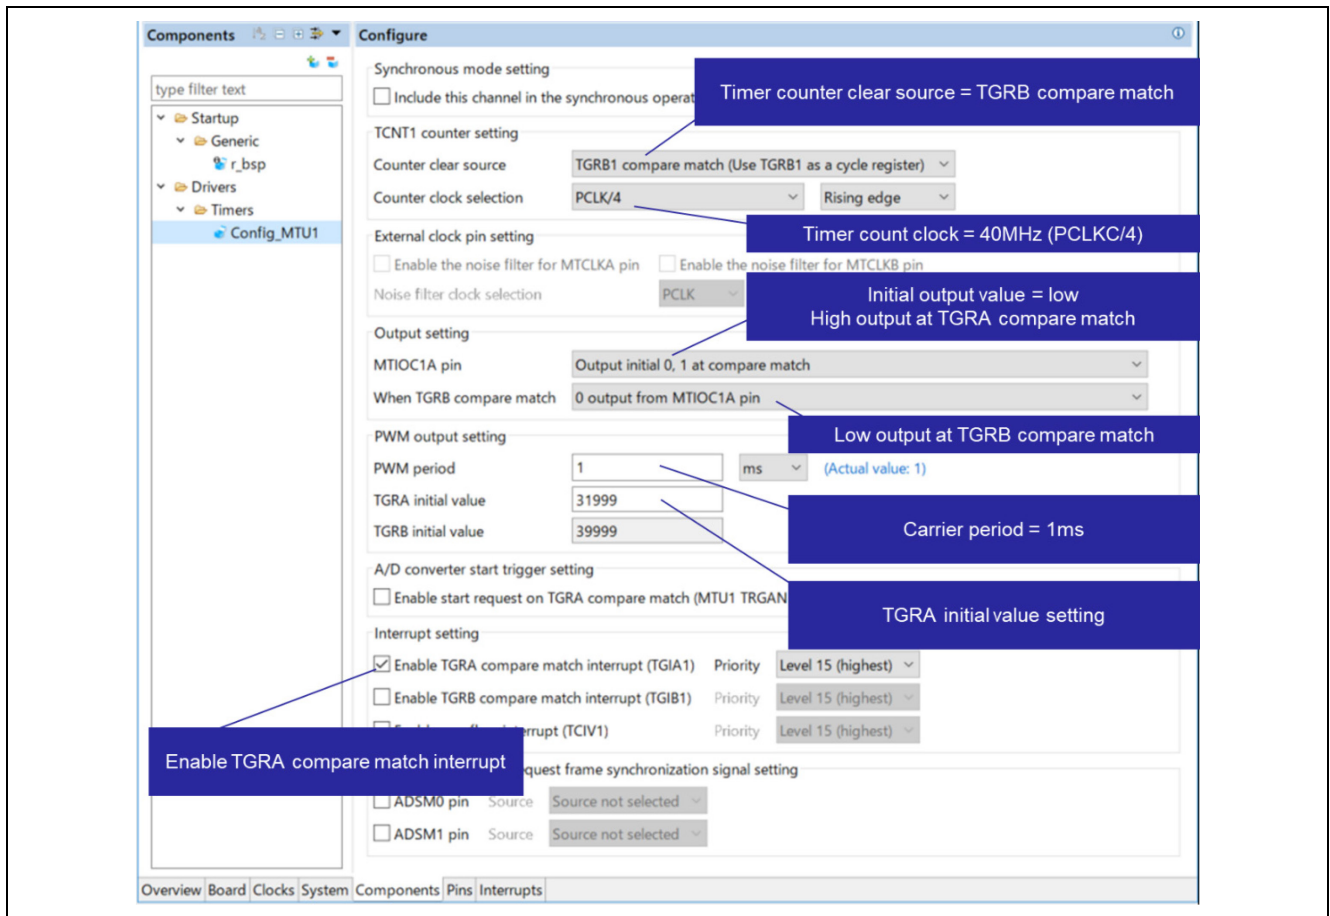 Components
Configure
type filter text
Startup
Generic
r_bsp
Drivers
Timers
Config_MTU1
Synchronous mode setting
Include this channel in the synchronous operat
Timer counter clear source = TGRB compare match
TCNT1 counter setting
Counter clear source TGRB1 compare match (Use TGRB1 as a cycle register)
Counter clock selection PCLK/4 Rising edge
Timer count clock = 40MHz (PCLKC/4)
External clock pin setting
Enable the noise filter for MTCLKA pin Enable the noise filter for MTCLKB pin
Noise filter clock selection PCLK
Initial output value = low
High output at TGRA compare match
Output setting
MTIOC1A pin Output initial 0, 1 at compare match
When TGRB compare match 0 output from MTIOC1A pin
Low output at TGRB compare match
PWM output setting
PWM period 1 ms (Actual value: 1)
TGRA initial value 31999
TGRB initial value 39999
Carrier period = 1ms
A/D converter start trigger setting
Enable start request on TGRA compare match (MTU1 TRGAN
TGRA initial value setting
Interrupt setting
Enable TGRA compare match interrupt (TGIA1) Priority Level 15 (highest)
Enable TGRB compare match interrupt (TGIB1) Priority Level 15 (highest)
(TCIV1) Priority Level 15 (highest)
Enable TGRA compare match interrupt
frame synchronization signal setting
ADSM0 pin Source Source not selected
ADSM1 pin Source Source not selected
Overview Board Clocks System Components Pins Interrupts